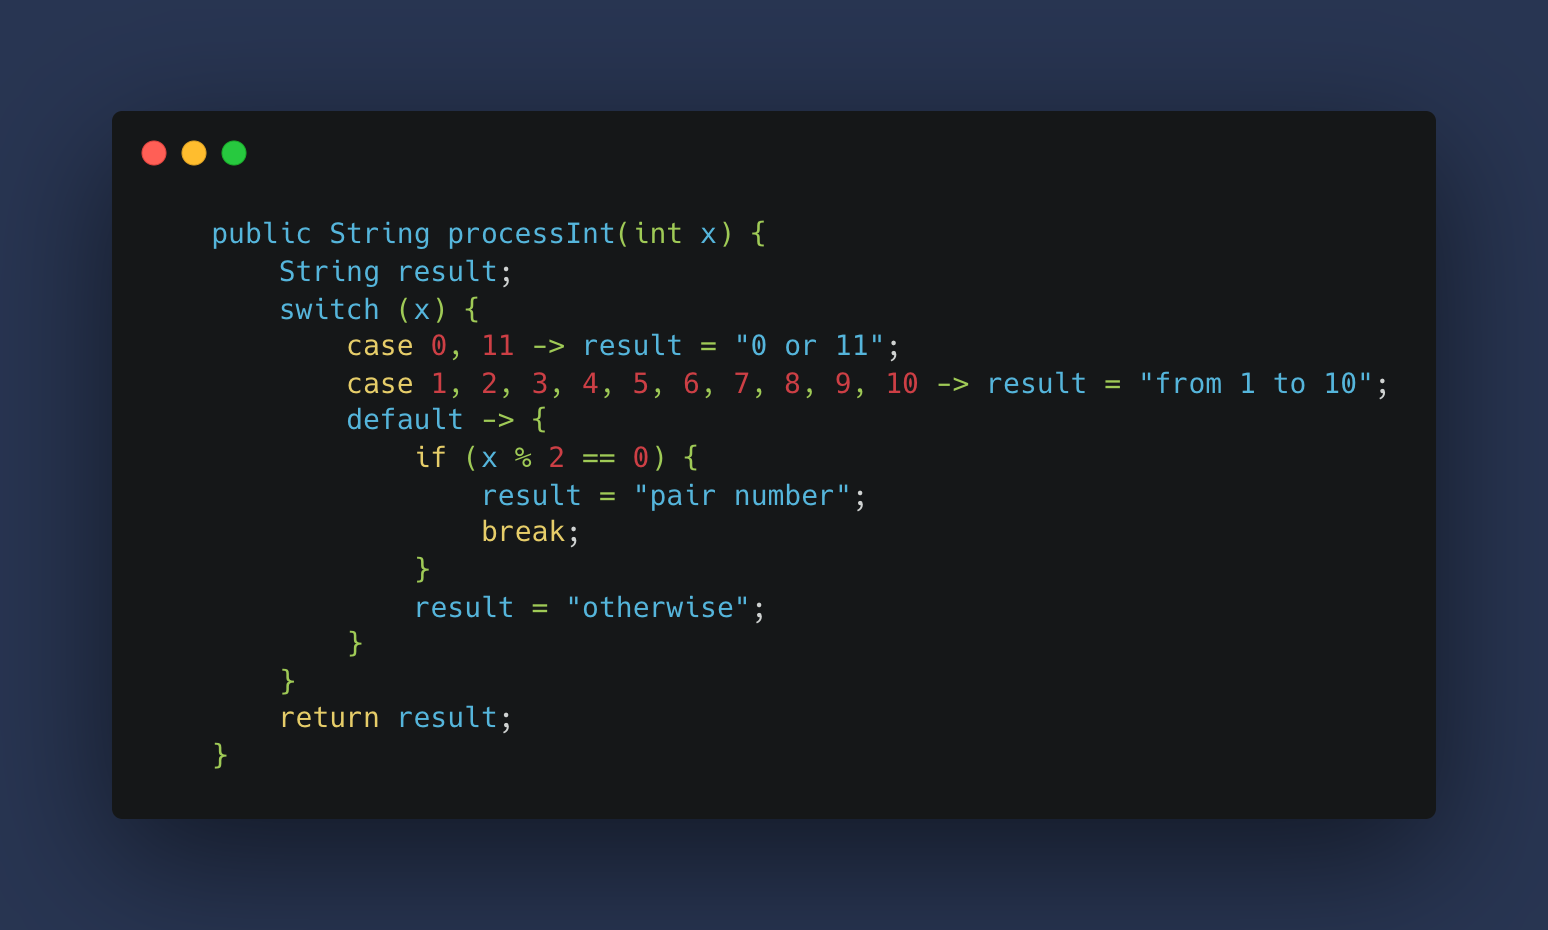 public String processInt(int x) {
    String result;
    switch (x) {
        case 0, 11 -> result = "0 or 11";
        case 1, 2, 3, 4, 5, 6, 7, 8, 9, 10 -> result = "from 1 to 10";
        default -> {
            if (x % 2 == 0) {
                result = "pair number";
                break;
            }
            result = "otherwise";
        }
    }
    return result;
}